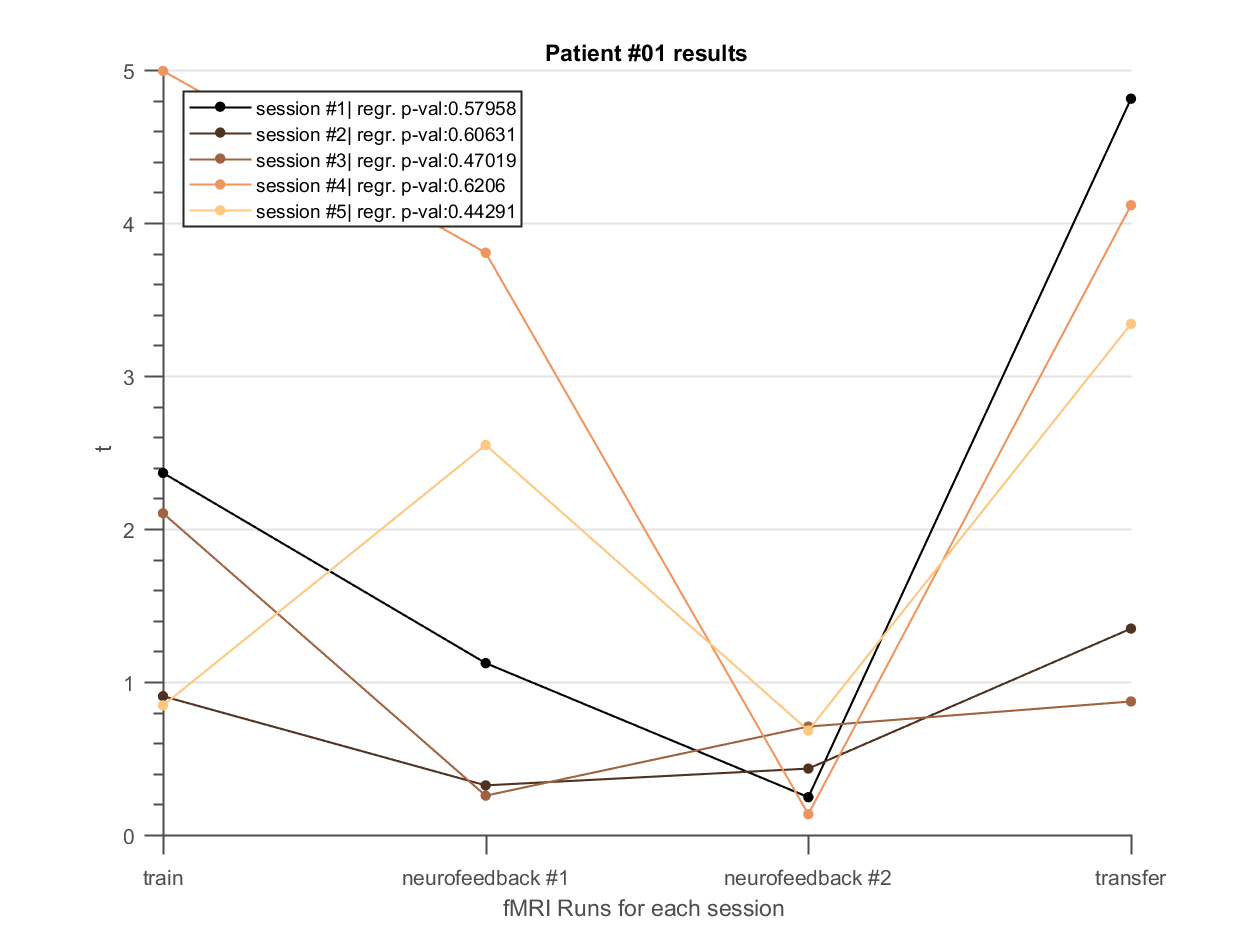 Patient #01 results
5
session #1| regr. p-val:0.57958
session #2| regr. p-val:0.60631
session #3| regr. p-val:0.47019
session #4| regr. p-val:0.6206
session #5| regr. p-val:0.44291
4
3
t
2
1
0
train neurofeedback #1 neurofeedback #2 transfer
fMRI Runs for each session